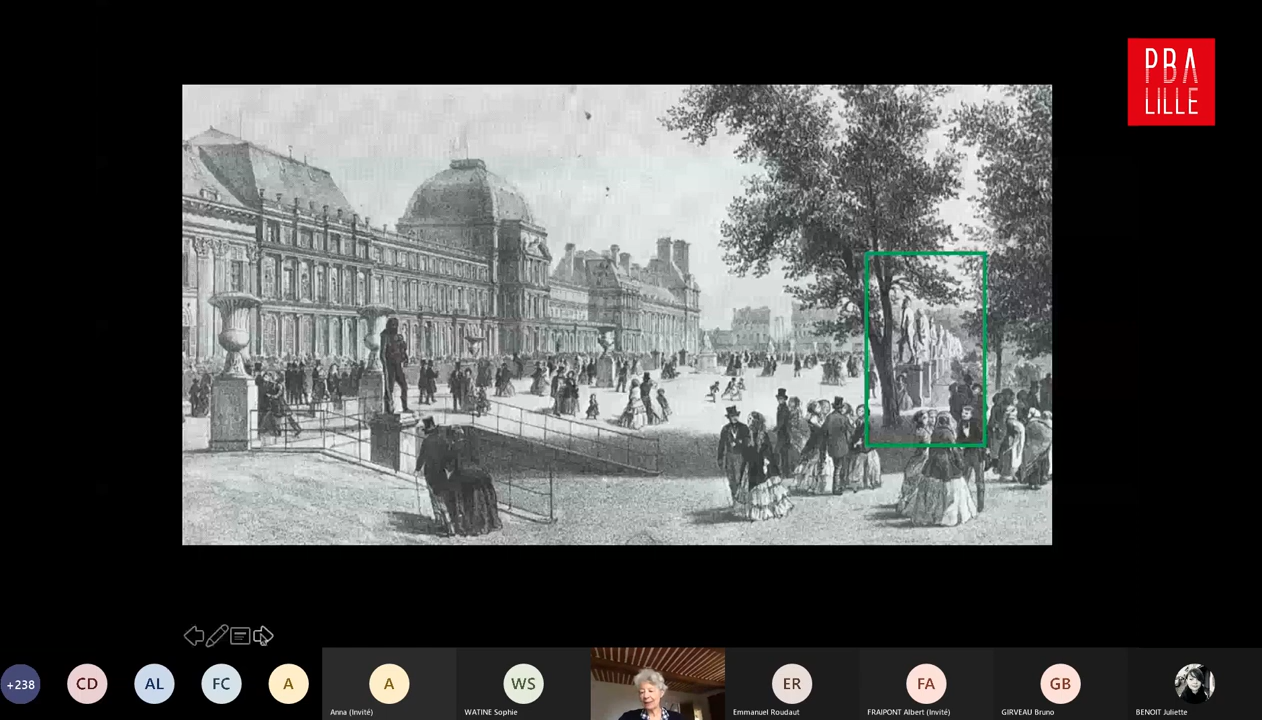 PBA
LILLE
+238
CD
AL
FC
A
A
WS
ER
FA
GB
Anna (Invité)
WATINE Sophie
Emmanuel Roudaut
FRAIPONT Albert (Invité)
GIRVEAU Bruno
BENOIT Juliette